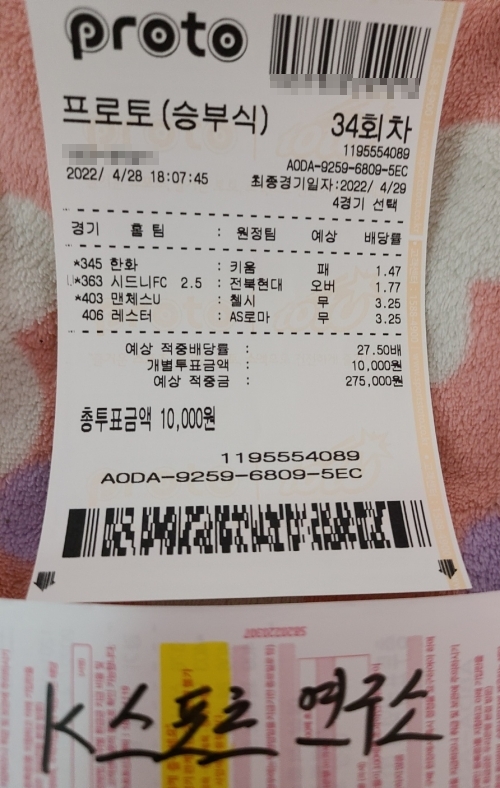 proto
프로토(승부식) 34회차
1195554089
A0DA-9259-6809-5EC
2022/ 4/28 18:07:45 최종경기일자:2022/ 4/29
4경기 선택
경기 홈 팀 : 원정팀 예상 배당률
*345 한화 : 키움 패 1.47
*363 시드니FC 2.5 : 전북현대 오버 1.77
*403 맨체스U : 첼시 무 3.25
406 레스터 : AS로마 무 3.25
예상 적중배당률 : 27.50배
개별투표금액 : 10,000원
예상 적중금 : 275,000원
총투표금액 10,000원
1195554089
A0DA-9259-6809-5EC
K스포츠 연구소